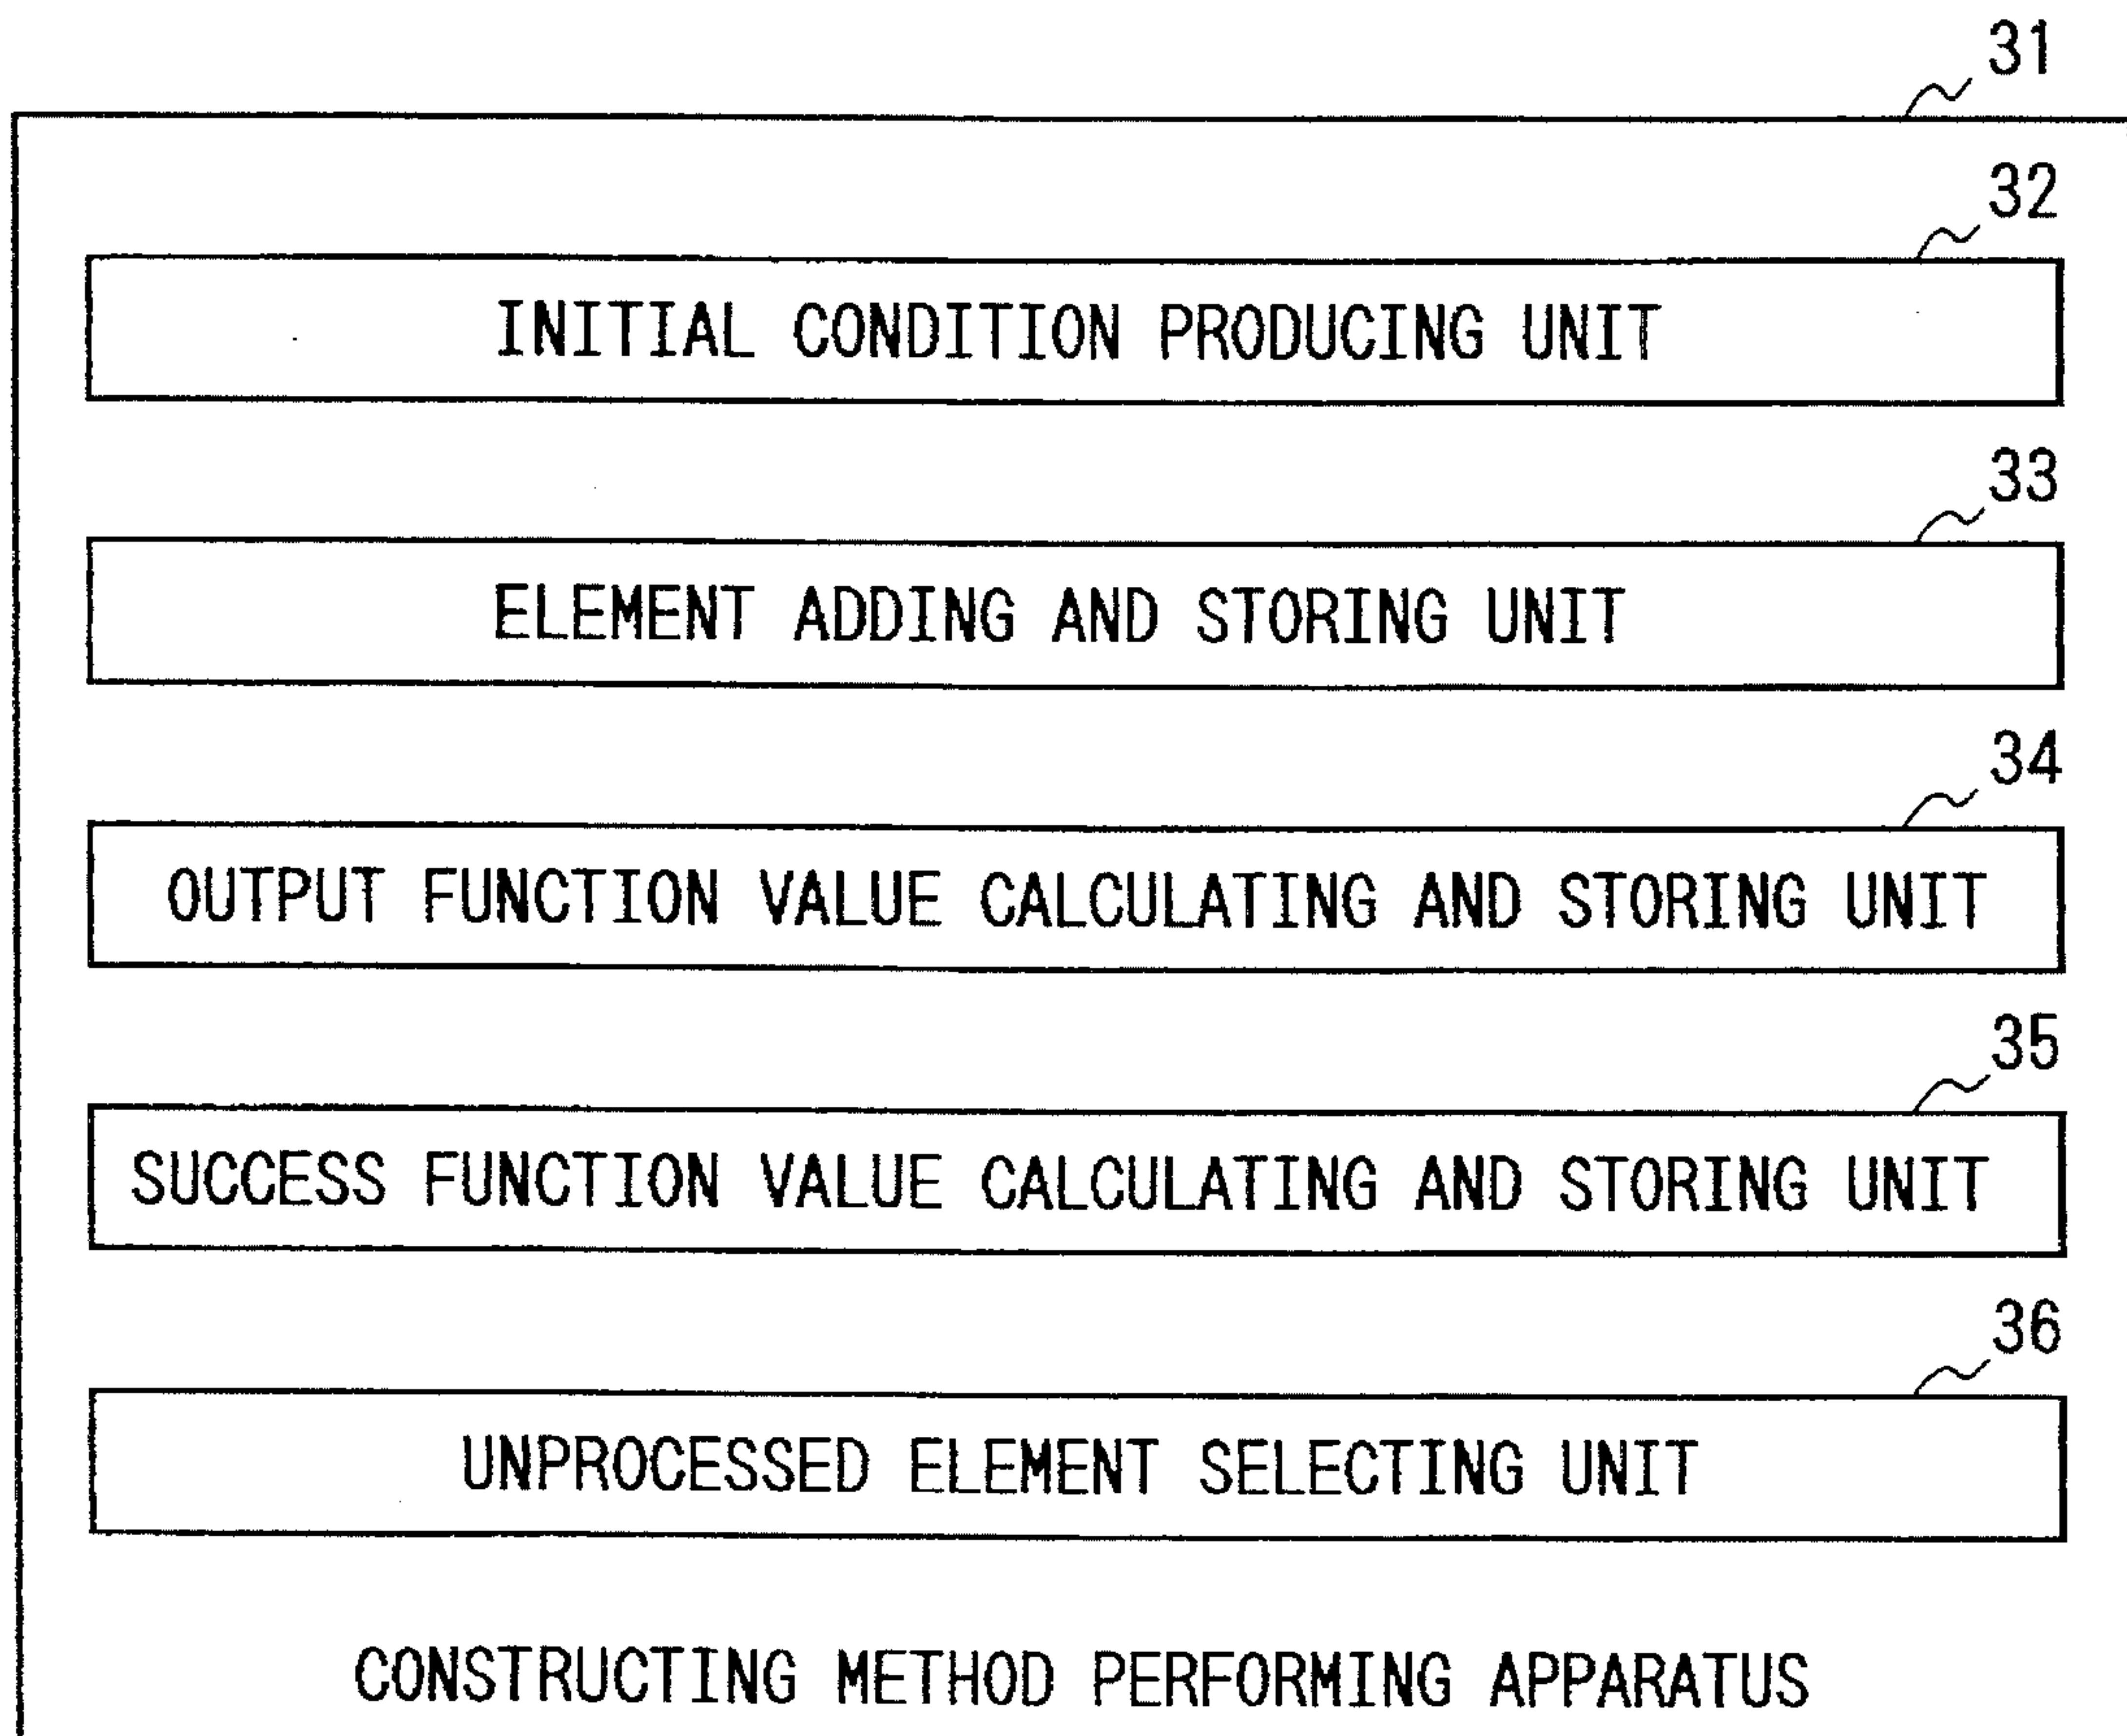 31
32
INITIAL CONDITION PRODUCING UNIT
33
ELEMENT ADDING AND STORING UNIT
34
OUTPUT FUNCTION VALUE CALCULATING AND STORING UNIT
35
SUCCESS FUNCTION VALUE CALCULATING AND STORING UNIT
36
UNPROCESSED ELEMENT SELECTING UNIT
CONSTRUCTING METHOD PERFORMING APPARATUS